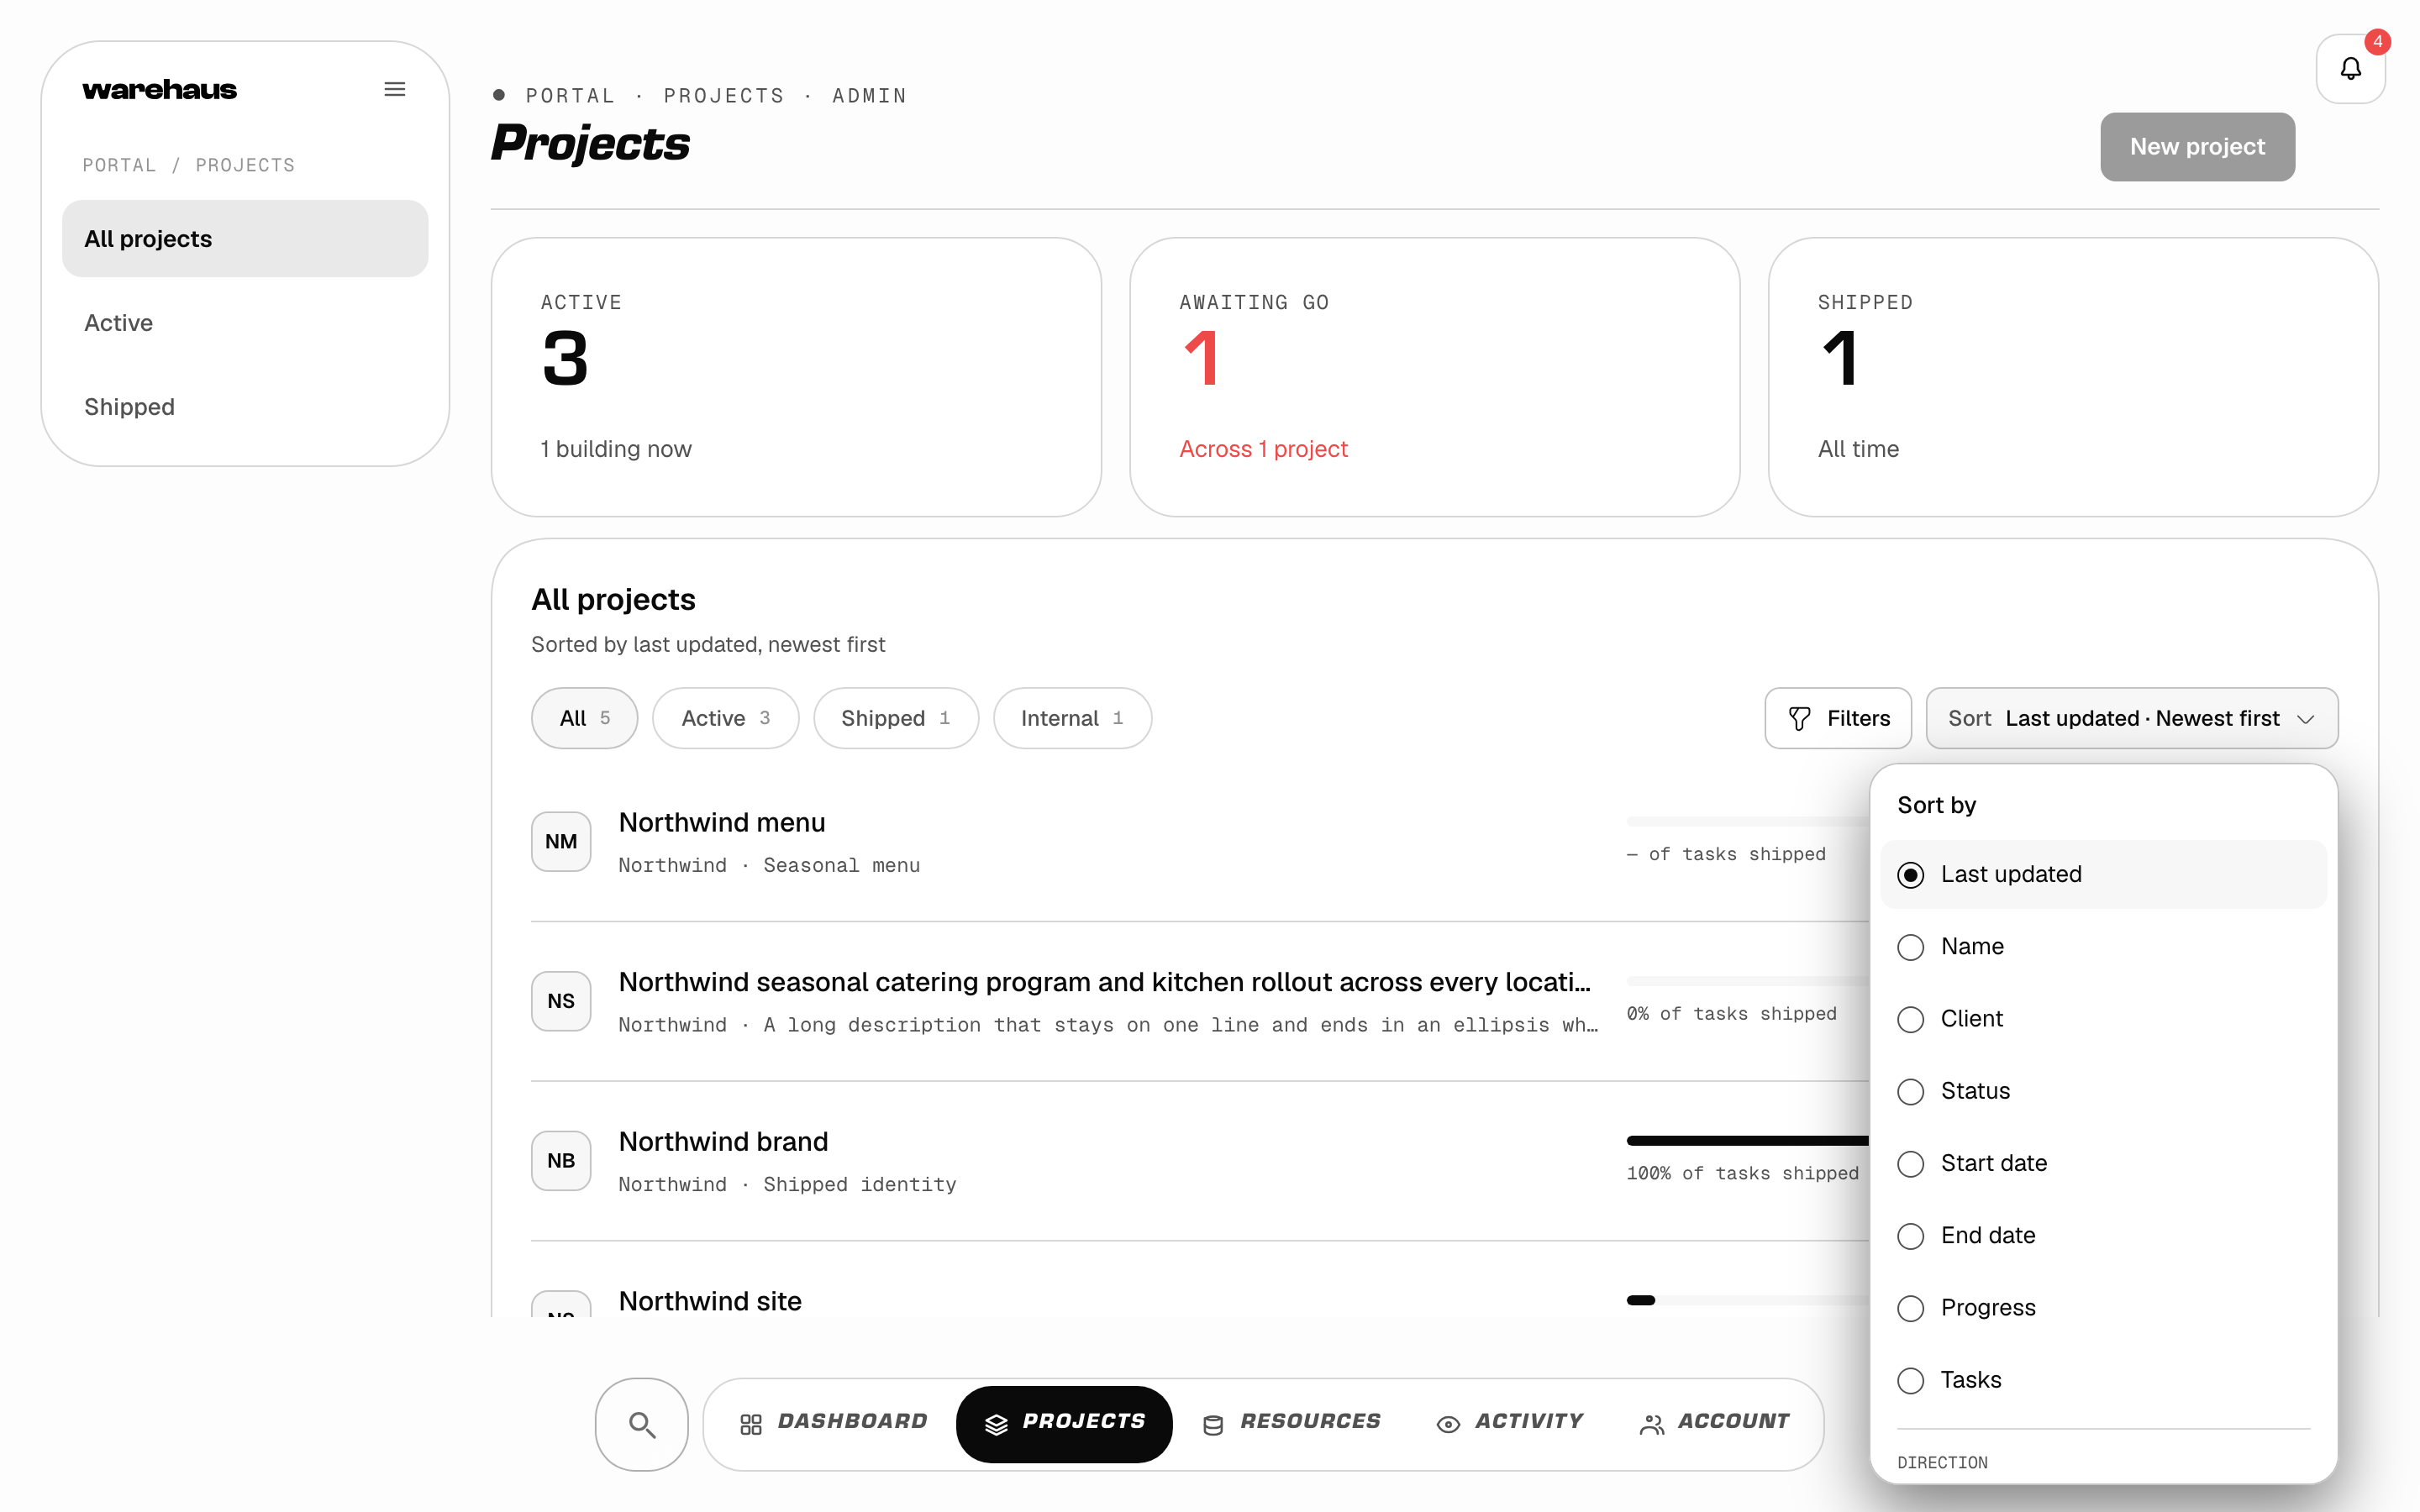 warehaus
PORTAL / PROJECTS
All projects
Active
Shipped
4
PORTAL · PROJECTS · ADMIN
Projects
New project
ACTIVE
3
1 building now
AWAITING GO
1
Across 1 project
SHIPPED
1
All time
All projects
Sorted by last updated, newest first
All 5
Active 3
Shipped 1
Internal 1
Filters
Sort Last updated · Newest first
NM
Northwind menu
Northwind · Seasonal menu
— of tasks shipped
NS
Northwind seasonal catering program and kitchen rollout across every locati...
Northwind · A long description that stays on one line and ends in an ellipsis wh…
0% of tasks shipped
NB
Northwind brand
Northwind · Shipped identity
100% of tasks shipped
Northwind site
Sort by
Last updated
Name
Client
Status
Start date
End date
Progress
Tasks
DIRECTION
DASHBOARD
PROJECTS
RESOURCES
ACTIVITY
ACCOUNT